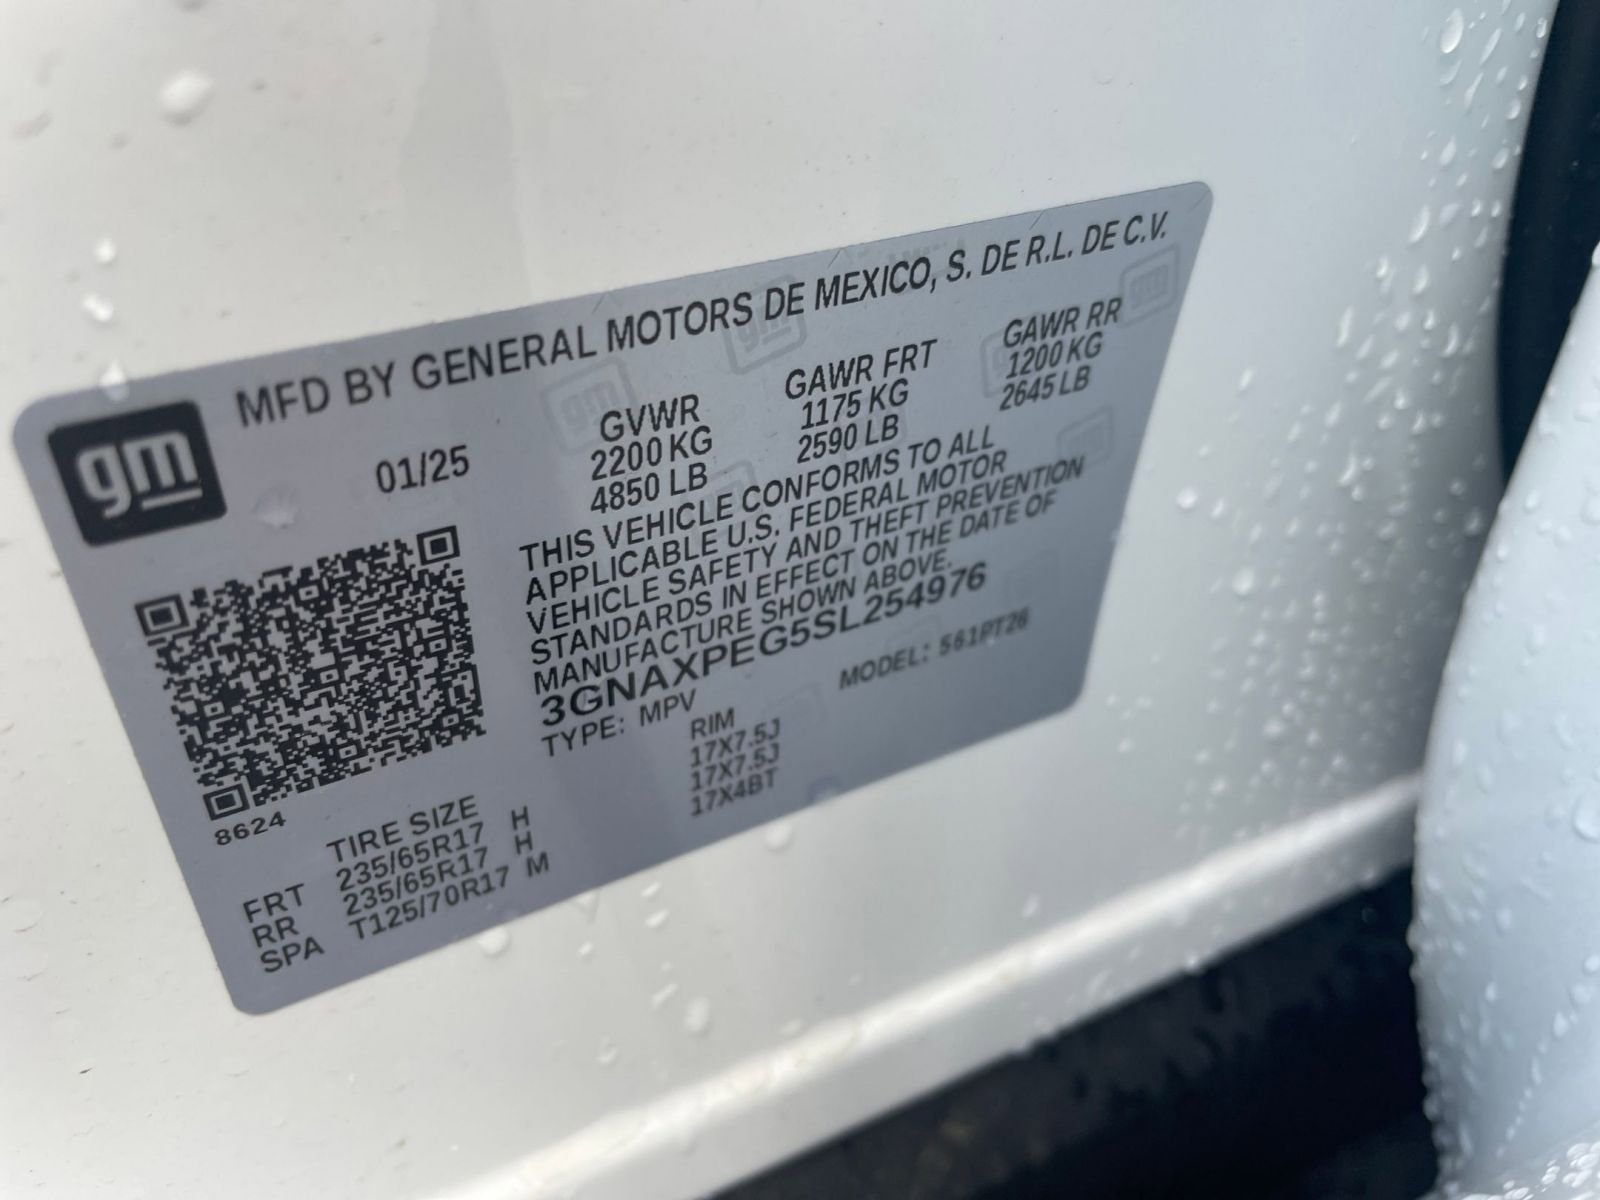 MFD BY GENERAL MOTORS DE MEXICO, S. DE R.L. DE C.V.
gm
01/25
GVWR
2200 KG
4850 LB
GAWR FRT
1175 KG
2590 LB
GAWR RR
1200 KG
2645 LB
THIS VEHICLE CONFORMS TO ALL
APPLICABLE U.S. FEDERAL MOTOR
VEHICLE SAFETY AND THEFT PREVENTION
STANDARDS IN EFFECT ON THE DATE OF
MANUFACTURE SHOWN ABOVE.
3GNAXPEG5SL254976
TYPE: MPV
MODEL: 561PT26
8624
TIRE SIZE
RIM
FRT 235/65R17 H 17X7.5J
RR 235/65R17 H 17X7.5J
SPA T125/70R17 M 17X4BT